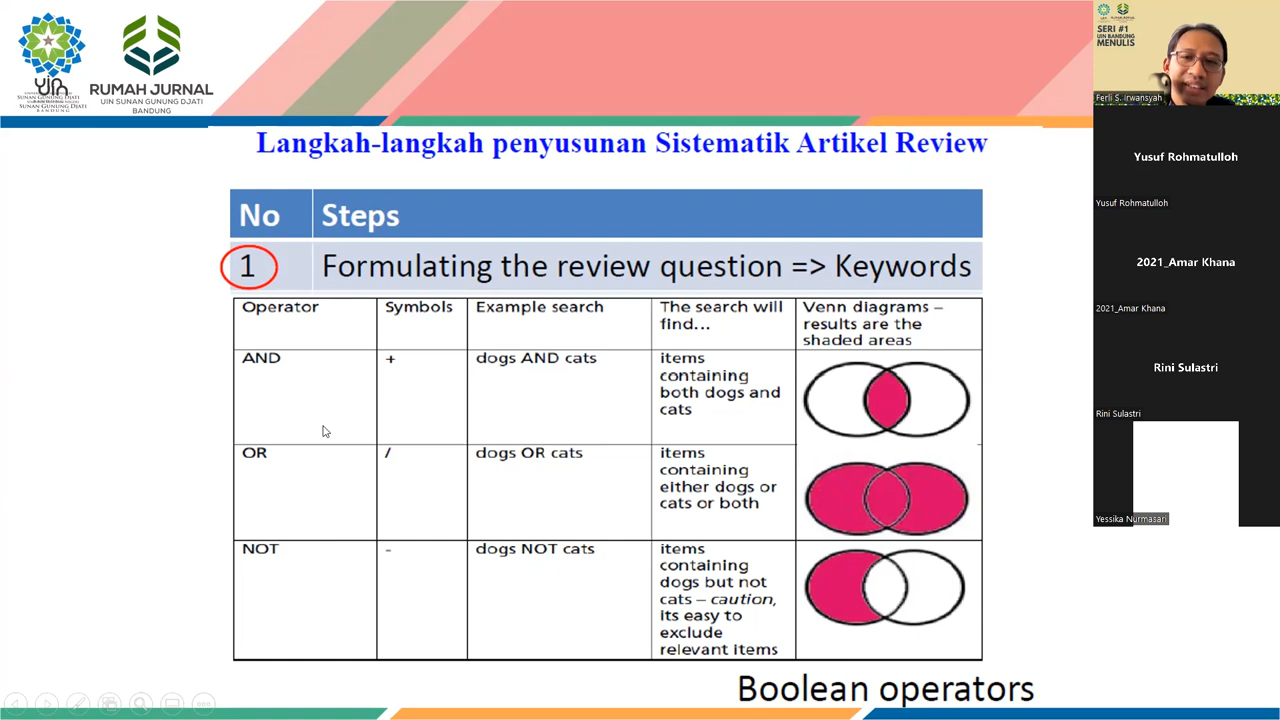 uin
SUNAN GUNUNG DJATI
BANDUNG
RUMAH JURNAL
UIN SUNAN GUNUNG DJATI
BANDUNG
Langkah-langkah penyusunan Sistematik Artikel Review
No Steps
1 Formulating the review question => Keywords
Operator Symbols Example search The search will find... Venn diagrams – results are the shaded areas
AND + dogs AND cats items containing both dogs and cats
OR / dogs OR cats items containing either dogs or cats or both
NOT - dogs NOT cats items containing dogs but not cats – caution, its easy to exclude relevant items
Boolean operators
SERI #1
UIN BANDUNG
MENULIS
Ferli S. Irwansyah
Yusuf Rohmatulloh
Yusuf Rohmatulloh
2021_Amar Khana
2021_Amar Khana
Rini Sulastri
Rini Sulastri
Yessika Nurmasari